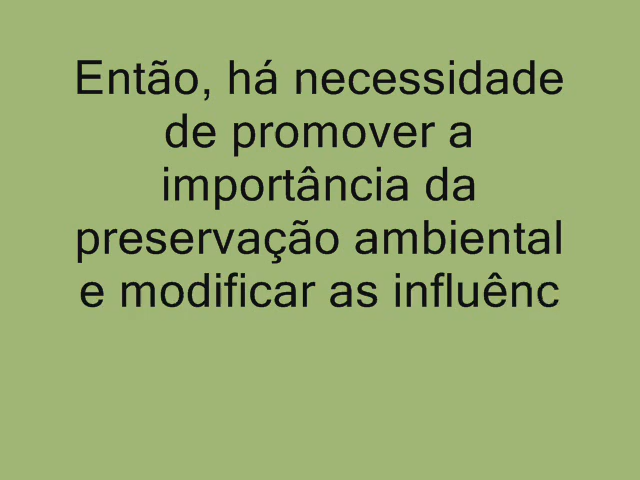 Então, há necessidade
de promover a
importância da
preservação ambiental
e modificar as influênc